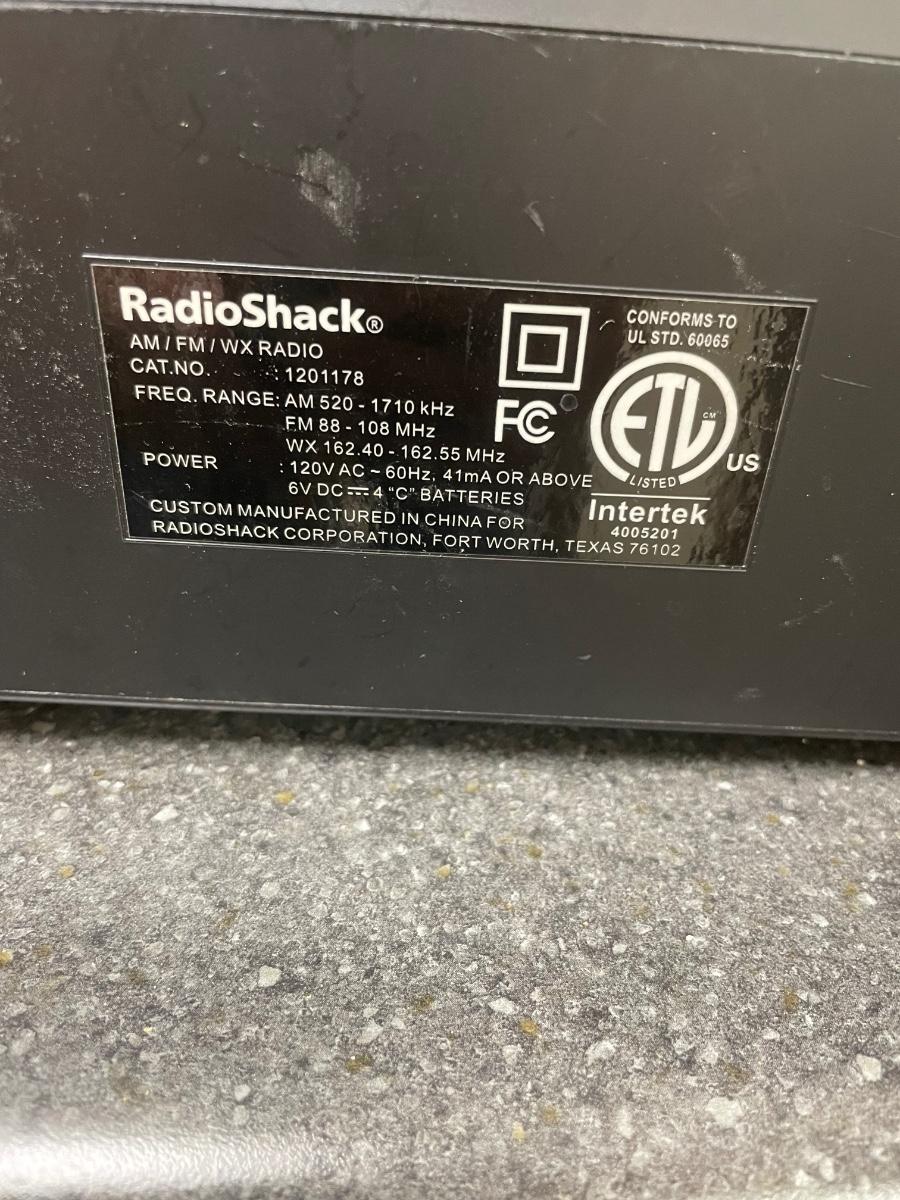 RadioShack®
AM / FM / WX RADIO
CAT.NO. : 1201178
FREQ. RANGE: AM 520 - 1710 kHz
FM 88 - 108 MHz
WX 162.40 - 162.55 MHz
POWER : 120V AC ~ 60Hz, 41mA OR ABOVE
6V DC ⎓ 4 "C" BATTERIES
CUSTOM MANUFACTURED IN CHINA FOR
RADIOSHACK CORPORATION, FORT WORTH, TEXAS 76102
FC
CONFORMS TO
UL STD. 60065
ETL CM
LISTED
US
Intertek
4005201